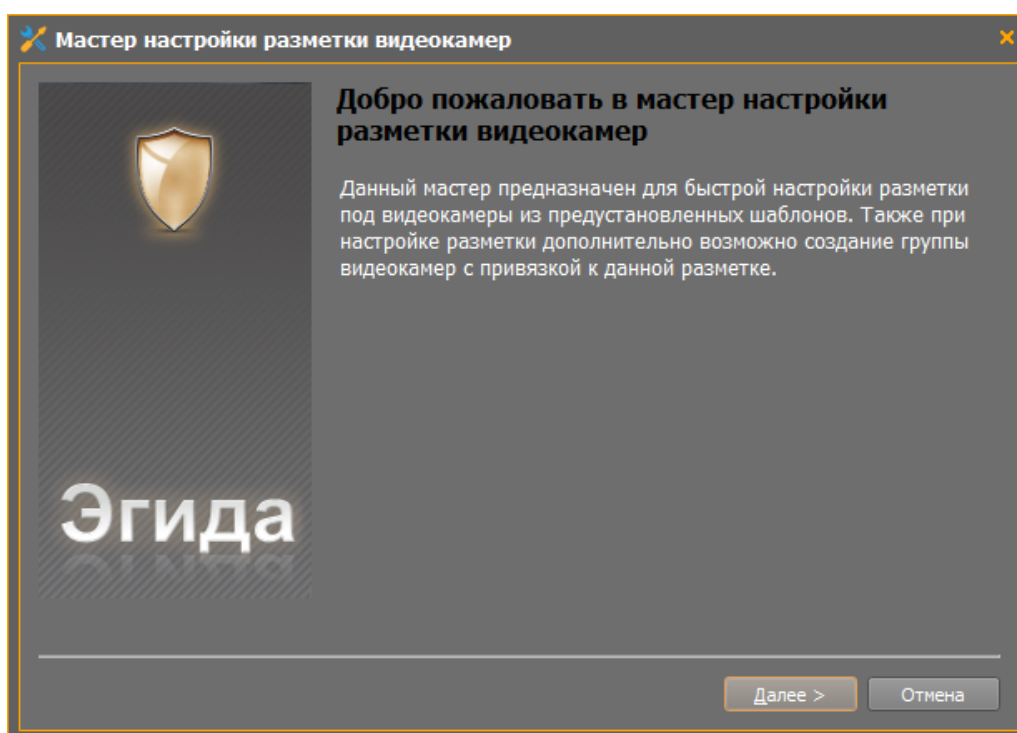 Мастер настройки разметки видеокамер
Добро пожаловать в мастер настройки
разметки видеокамер
Данный мастер предназначен для быстрой настройки разметки
под видеокамеры из предустановленных шаблонов. Также при
настройке разметки дополнительно возможно создание группы
видеокамер с привязкой к данной разметке.
Эгида
Далее >
Отмена